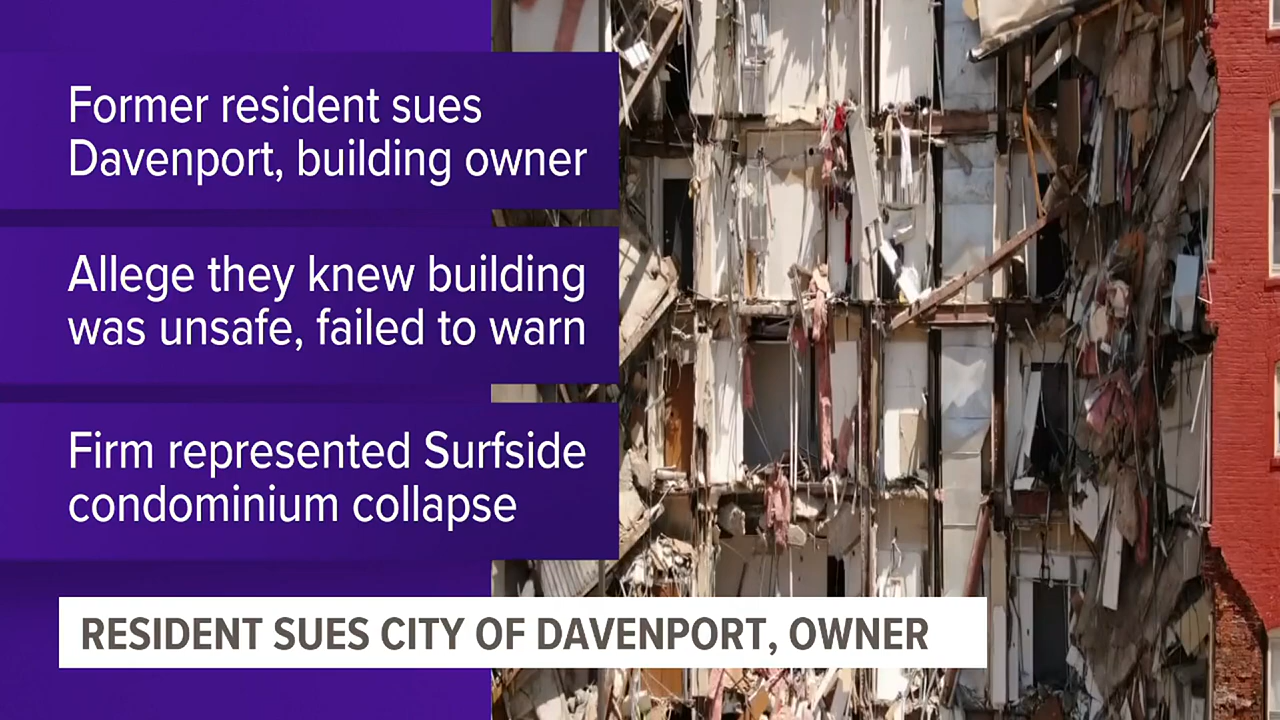 Former resident sues
Davenport, building owner
Allege they knew building
was unsafe, failed to warn
Firm represented Surfside
condominium collapse
RESIDENT SUES CITY OF DAVENPORT, OWNER